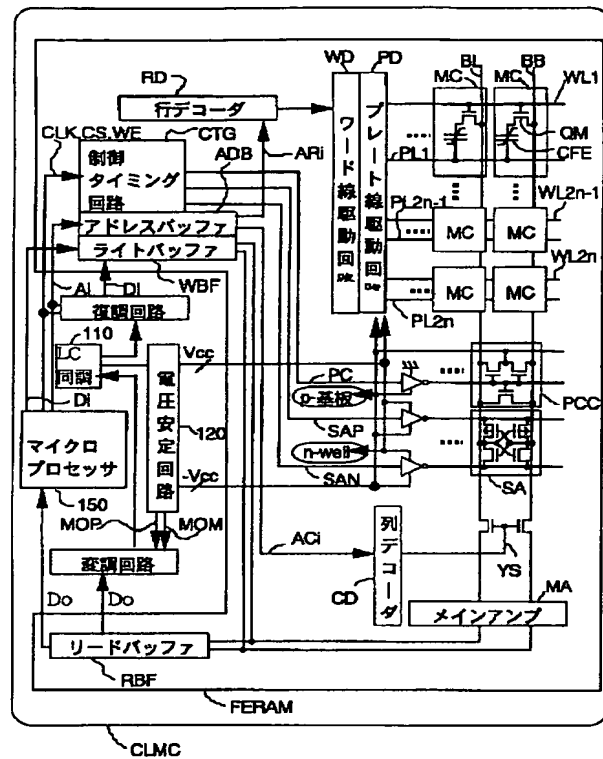 WD PD BL BB
RD MC MC WL1
行デコーダ
CLK,CS,WE CTG
制御
タイミング
回路
ADB ARi
ワード線駆動回路
プレート線駆動回路
QM
CFE
PL1
アドレスバッファ
ライトバッファ
PL2n-1 WL2n-1
MC MC
Ai Di WBF
WL2n
MC MC
復調回路
PL2n
110
LC
同調
Vcc
PC
p-基板
PCC
Di
電圧安定回路
120
SAP
マイクロ
プロセッサ
n-well
-Vcc
SAN
SA
150
MOP MOM
ACi
列デコーダ
YS
変調回路
CD
MA
Do Do
メインアンプ
リードバッファ
RBF
FERAM
CLMC